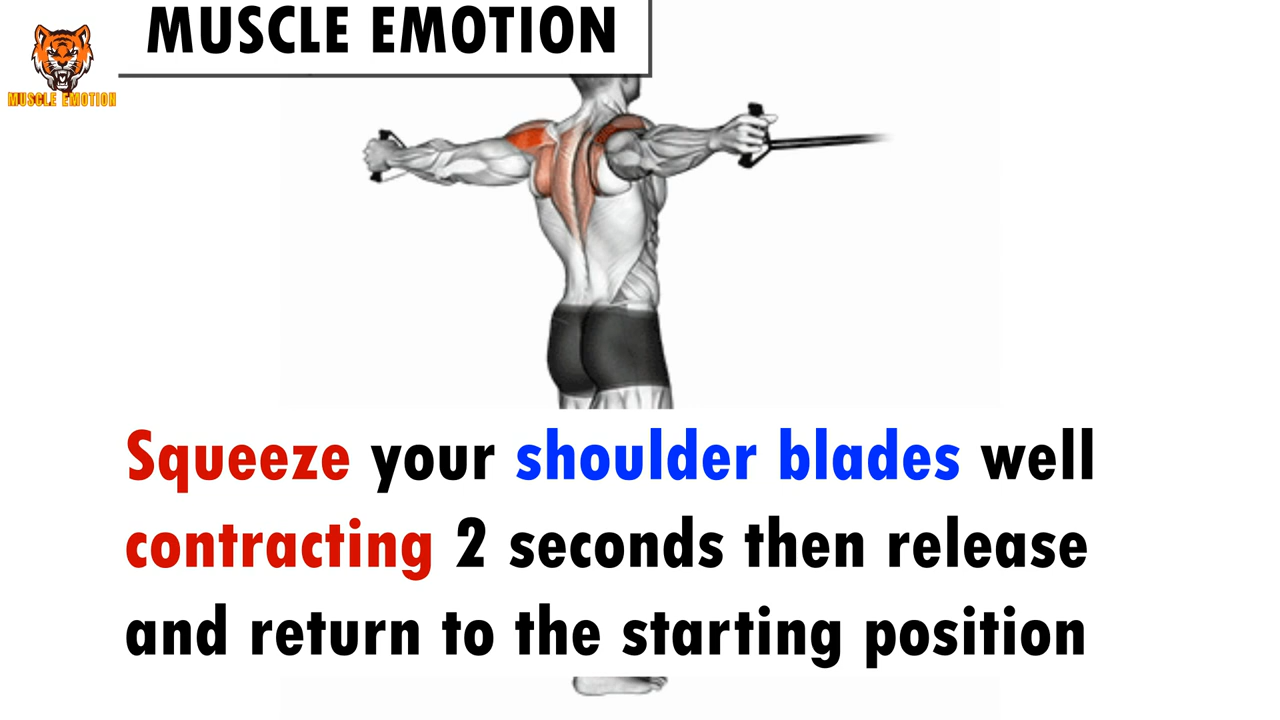 MUSCLE EMOTION
MUSCLE EMOTION
Squeeze your shoulder blades well
contracting 2 seconds then release
and return to the starting position